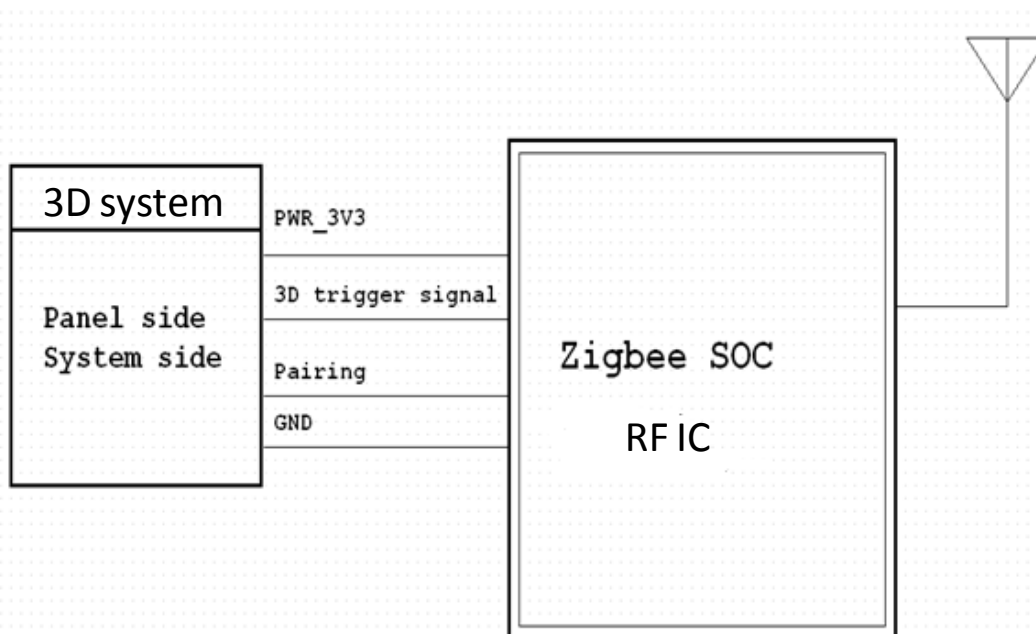 3D system
Panel side
System side
PWR_3V3
3D trigger signal
Pairing
GND
Zigbee SOC
RF IC